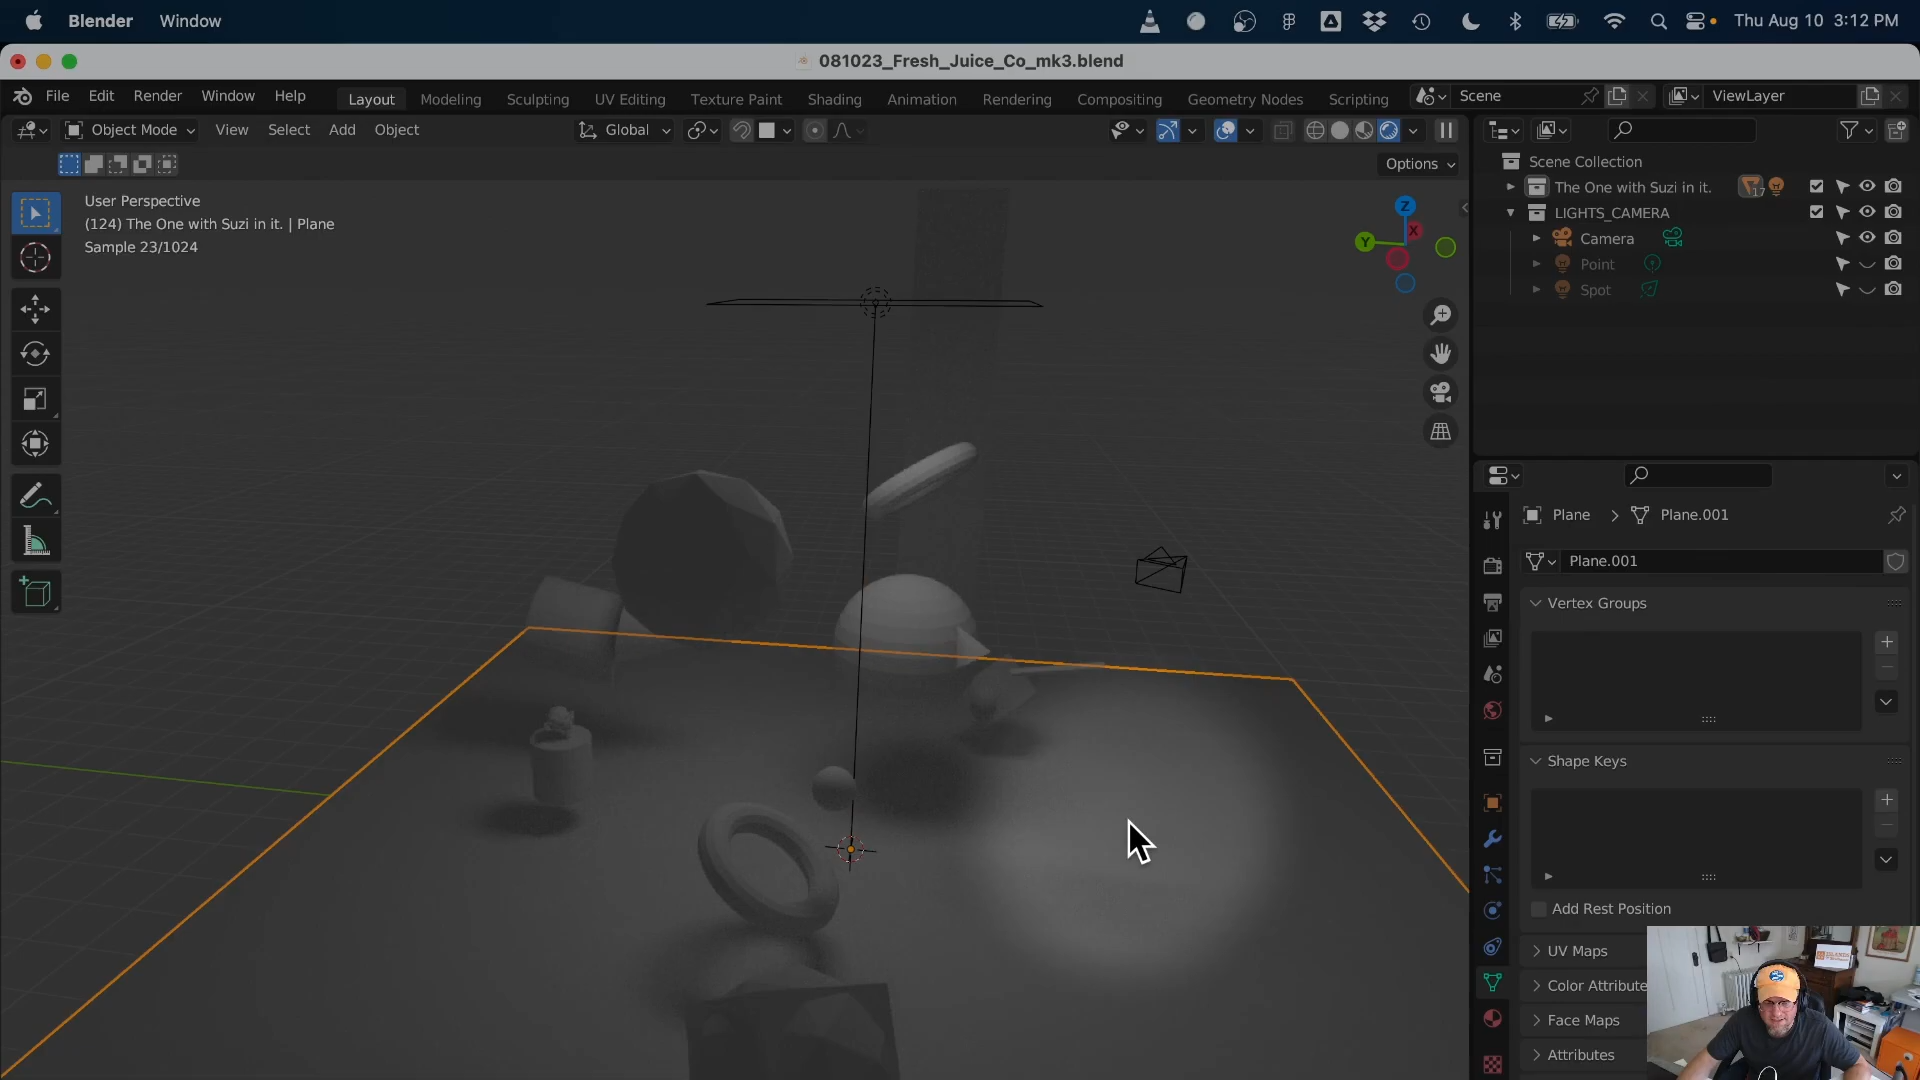 Blender Window Thu Aug 10 3:12 PM
081023_Fresh_Juice_Co_mk3.blend
File Edit Render Window Help Layout Modeling Sculpting UV Editing Texture Paint Shading Animation Rendering Compositing Geometry Nodes Scripting Scene ViewLayer
Object Mode View Select Add Object Global
Options
User Perspective
(124) The One with Suzi in it. | Plane
Sample 23/1024
Z
X
Y
Scene Collection
The One with Suzi in it. 17
LIGHTS_CAMERA
Camera
Point
Spot
Plane > Plane.001
Plane.001
Vertex Groups
Shape Keys
Add Rest Position
UV Maps
Color Attribute
Face Maps
Attributes